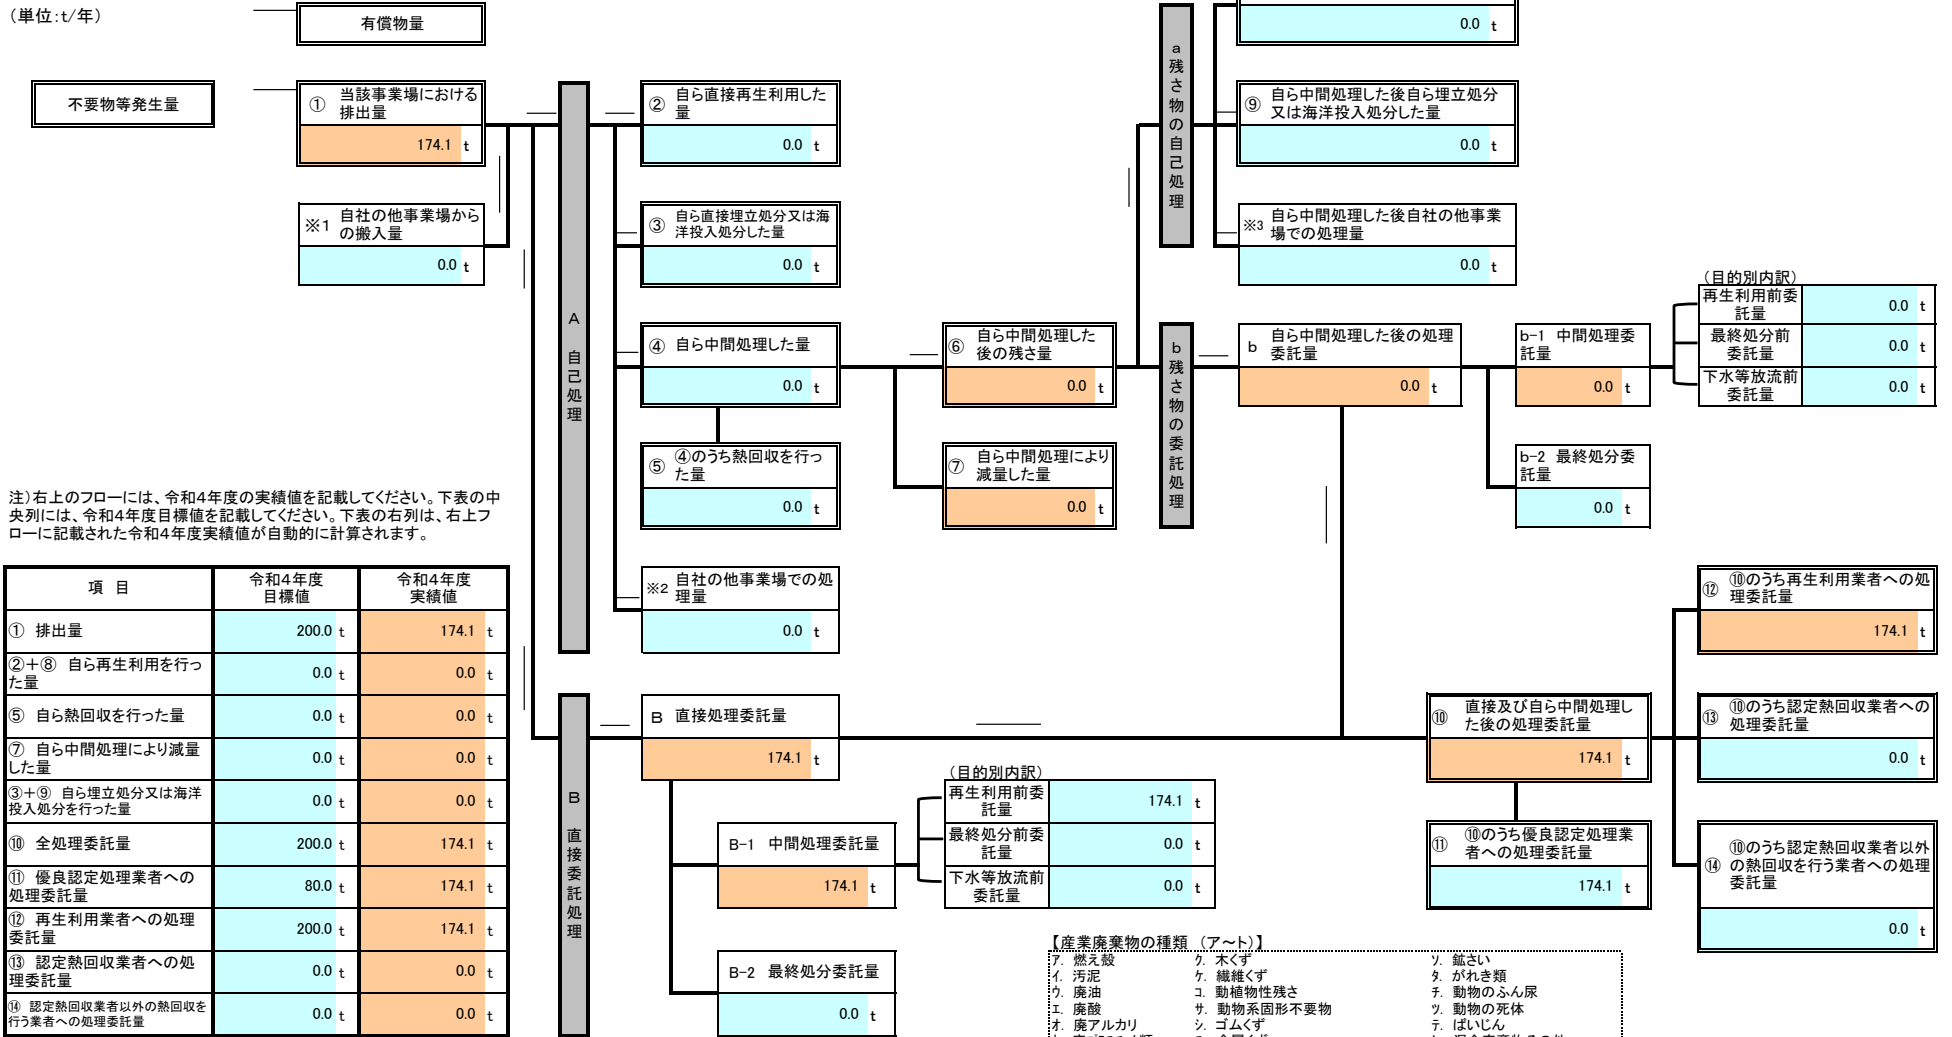 （単位：t/年）
有償物量
0.0 t
不要物等発生量
① 当該事業場における
排出量
174.1 t
※1 自社の他事業場から
の搬入量
0.0 t
A 自己処理
② 自ら直接再生利用した
量
0.0 t
③ 自ら直接埋立処分又は海
洋投入処分した量
0.0 t
④ 自ら中間処理した量
0.0 t
⑤ ④のうち熱回収を行っ
た量
0.0 t
※2 自社の他事業場での処
理量
0.0 t
⑥ 自ら中間処理した
後の残さ量
0.0 t
⑦ 自ら中間処理により
減量した量
0.0 t
a 残さ物の自己処理
⑨ 自ら中間処理した後自ら埋立処分
又は海洋投入処分した量
0.0 t
※3 自ら中間処理した後自社の他事業
場での処理量
0.0 t
b 残さ物の委託処理
b 自ら中間処理した後の処理
委託量
0.0 t
b-1 中間処理委
託量
0.0 t
b-2 最終処分委
託量
0.0 t
（目的別内訳）
再生利用前委
託量
0.0 t
最終処分前
委託量
0.0 t
下水等放流前
委託量
0.0 t
注）右上のフローには、令和4年度の実績値を記載してください。下表の中
央列には、令和4年度目標値を記載してください。下表の右列は、右上フ
ローに記載された令和4年度実績値が自動的に計算されます。
項 目 令和4年度 令和4年度
目標値 実績値
① 排出量 200.0 t 174.1 t
②＋⑧ 自ら再生利用を行っ
た量 0.0 t 0.0 t
⑤ 自ら熱回収を行った量 0.0 t 0.0 t
⑦ 自ら中間処理により減量
した量 0.0 t 0.0 t
③＋⑨ 自ら埋立処分又は海洋
投入処分を行った量 0.0 t 0.0 t
⑩ 全処理委託量 200.0 t 174.1 t
⑪ 優良認定処理業者への
処理委託量 80.0 t 174.1 t
⑫ 再生利用業者への処理
委託量 200.0 t 174.1 t
⑬ 認定熱回収業者への処
理委託量 0.0 t 0.0 t
⑭ 認定熱回収業者以外の熱回収を
行う業者への処理委託量 0.0 t 0.0 t
B 直接委託処理
B 直接処理委託量
174.1 t
B-1 中間処理委託量
174.1 t
B-2 最終処分委託量
0.0 t
（目的別内訳）
再生利用前委
託量
174.1 t
最終処分前委
託量
0.0 t
下水等放流前
委託量
0.0 t
⑩ 直接及び自ら中間処理し
た後の処理委託量
174.1 t
⑪ ⑩のうち優良認定処理業
者への処理委託量
174.1 t
⑫ ⑩のうち再生利用業者への処
理委託量
174.1 t
⑬ ⑩のうち認定熱回収業者への
処理委託量
0.0 t
⑭ ⑩のうち認定熱回収業者以外
の熱回収を行う業者への処理
委託量
0.0 t
【産業廃棄物の種類 （ア～ト）】
ア. 燃え殻 ク. 木くず ソ. 鉱さい
イ. 汚泥 ケ. 繊維くず タ. がれき類
ウ. 廃油 コ. 動植物性残さ チ. 動物のふん尿
エ. 廃酸 サ. 動物系固形不要物 ツ. 動物の死体
オ. 廃アルカリ シ. ゴムくず テ. ばいじん